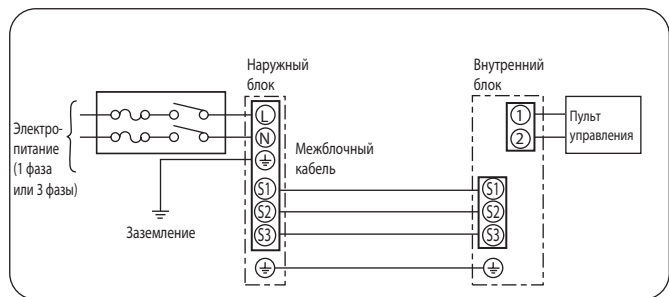 Наружный
блок
Внутренний
блок
Электро-
питание
(1 фаза
или 3 фазы)
L
N
Заземление
Межблочный
кабель
S1
S2
S3
1
2
Пульт
управления
S1
S2
S3